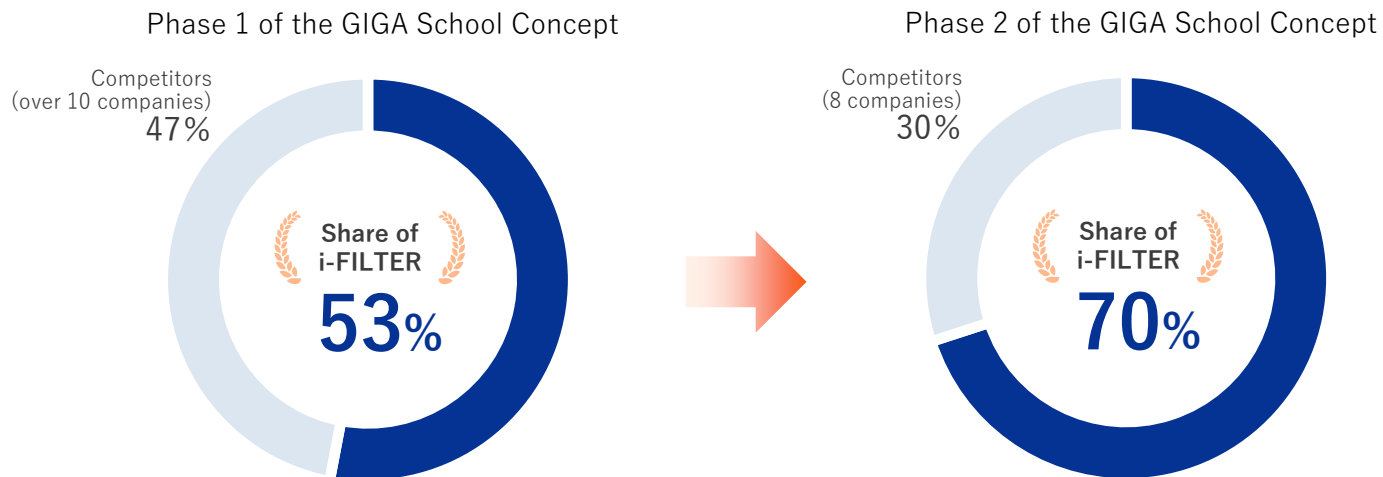 Phase 1 of the GIGA School Concept
Competitors
(over 10 companies)
47%
Share of
i-FILTER
53%
Phase 2 of the GIGA School Concept
Competitors
(8 companies)
30%
Share of
i-FILTER
70%